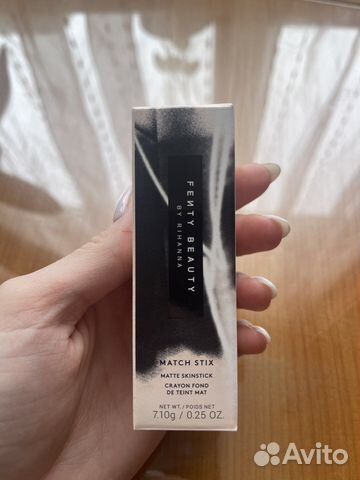 FEИTY BEAUTY
BY RIHANNA
MATCH STIX
MATTE SKINSTICK
CRAYON FOND
DE TEINT MAT
NET WT. / POIDS NET
7.10g / 0.25 OZ.
Avito